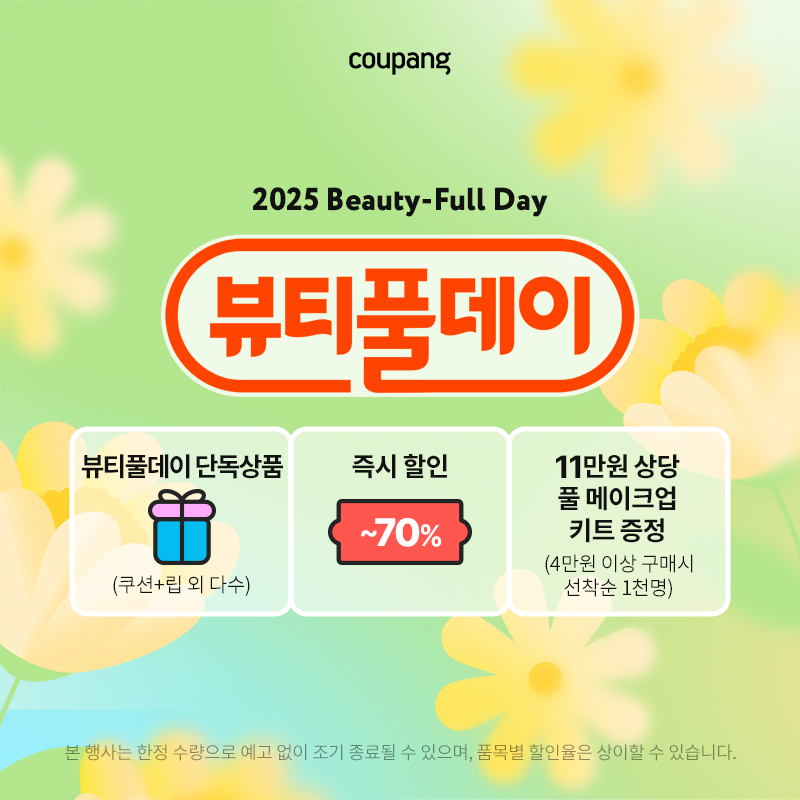 coupang
2025 Beauty-Full Day
뷰티풀데이
뷰티풀데이 단독상품
(쿠션+립 외 다수)
즉시 할인
~70%
11만원 상당
풀 메이크업
키트 증정
(4만원 이상 구매시
선착순 1천명)
본 행사는 한정 수량으로 예고 없이 조기 종료될 수 있으며, 품목별 할인율은 상이할 수 있습니다.